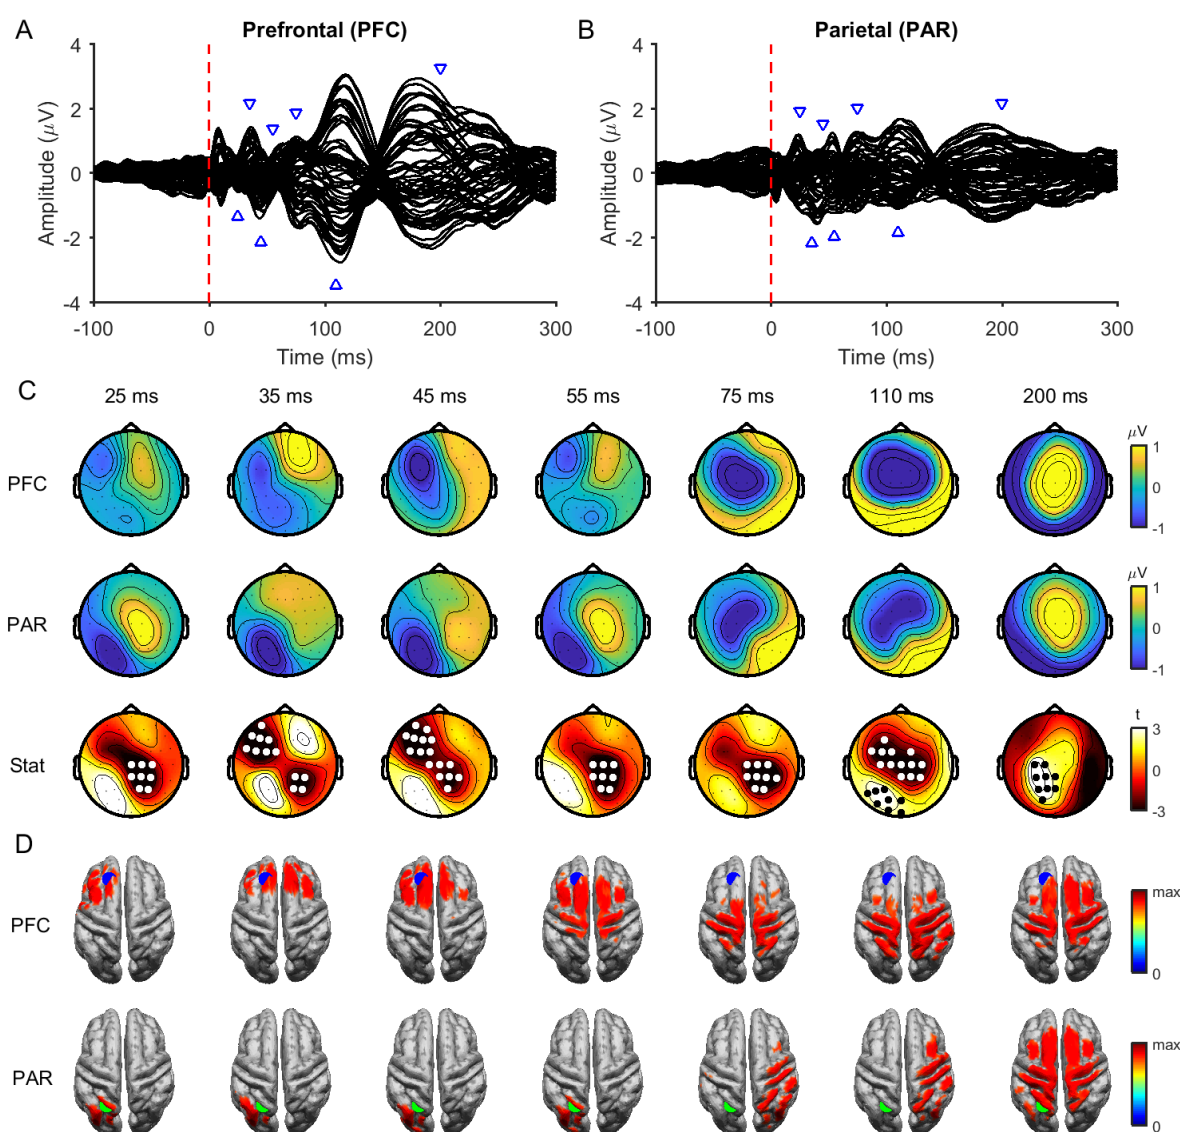 A
Prefrontal (PFC)
B
Parietal (PAR)
4
2
0
-2
-4
Amplitude (μV)
-100
0
100
200
300
Time (ms)
4
2
0
-2
-4
Amplitude (μV)
-100
0
100
200
300
Time (ms)
C
25 ms
35 ms
45 ms
55 ms
75 ms
110 ms
200 ms
PFC
μV
1
0
-1
PAR
μV
1
0
-1
Stat
t
3
0
-3
D
PFC
max
0
PAR
max
0